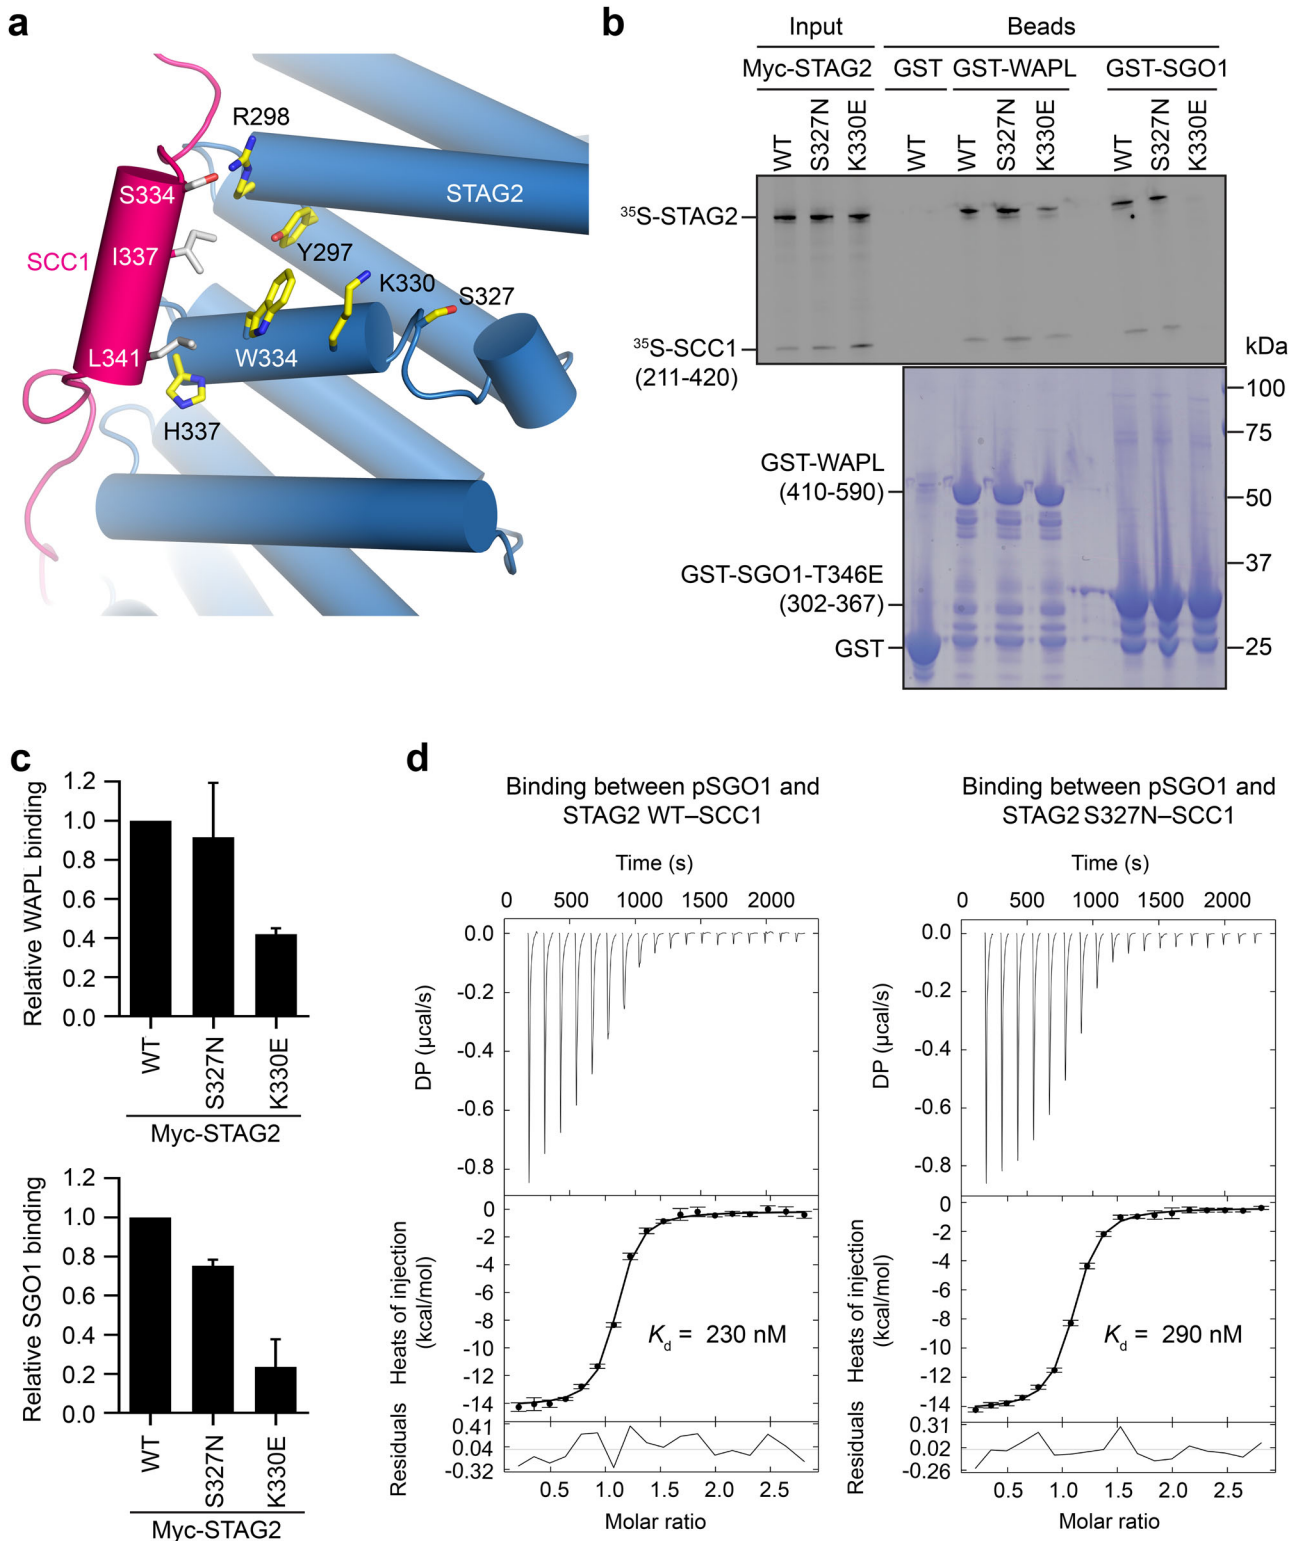 a
R298
S334
STAG2
SCC1
I337
Y297
K330
S327
L341
W334
H337
b
Input
Beads
Myc-STAG2
GST
GST-WAPL
GST-SGO1
WT
S327N
K330E
WT
WT
S327N
K330E
WT
S327N
K330E
³⁵S-STAG2
³⁵S-SCC1
(211-420)
kDa
100
75
50
37
25
GST-WAPL
(410-590)
GST-SGO1-T346E
(302-367)
GST
c
Relative WAPL binding
1.2
1.0
0.8
0.6
0.4
0.2
0.0
WT
S327N
K330E
Myc-STAG2
Relative SGO1 binding
1.2
1.0
0.8
0.6
0.4
0.2
0.0
WT
S327N
K330E
Myc-STAG2
d
Binding between pSGO1 and
STAG2 WT–SCC1
Time (s)
0 500 1000 1500 2000
DP (µcal/s)
0.0
-0.2
-0.4
-0.6
-0.8
Heats of injection
(kcal/mol)
0
-2
-4
-6
-8
-10
-12
-14
Kd = 230 nM
Residuals
0.41
0.04
-0.32
0.5 1.0 1.5 2.0 2.5
Molar ratio
Binding between pSGO1 and
STAG2 S327N–SCC1
Time (s)
0 500 1000 1500 2000
DP (µcal/s)
0.0
-0.2
-0.4
-0.6
-0.8
Heats of injection
(kcal/mol)
0
-2
-4
-6
-8
-10
-12
-14
Kd = 290 nM
Residuals
0.31
0.02
-0.26
0.5 1.0 1.5 2.0 2.5
Molar ratio